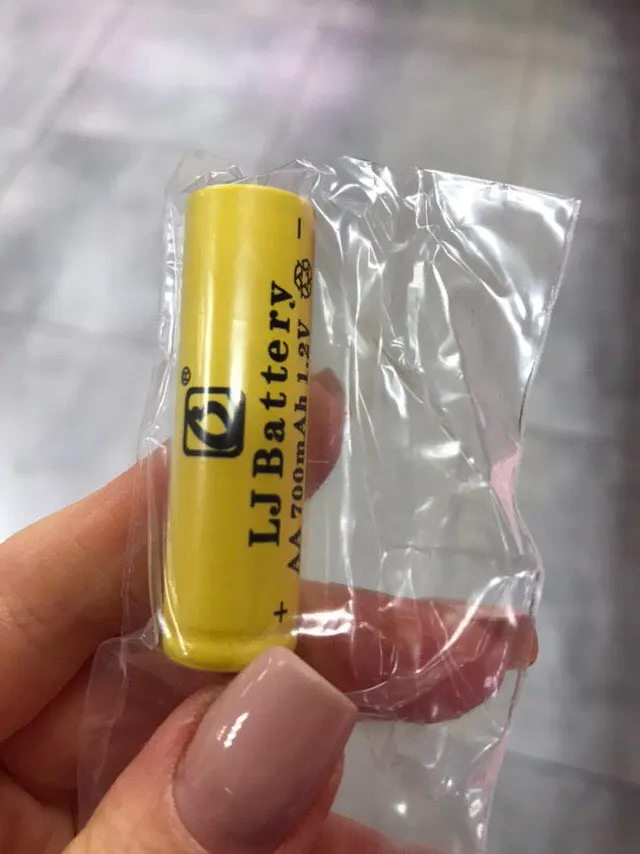 LJ Battery
AA 700mAh 1.2V